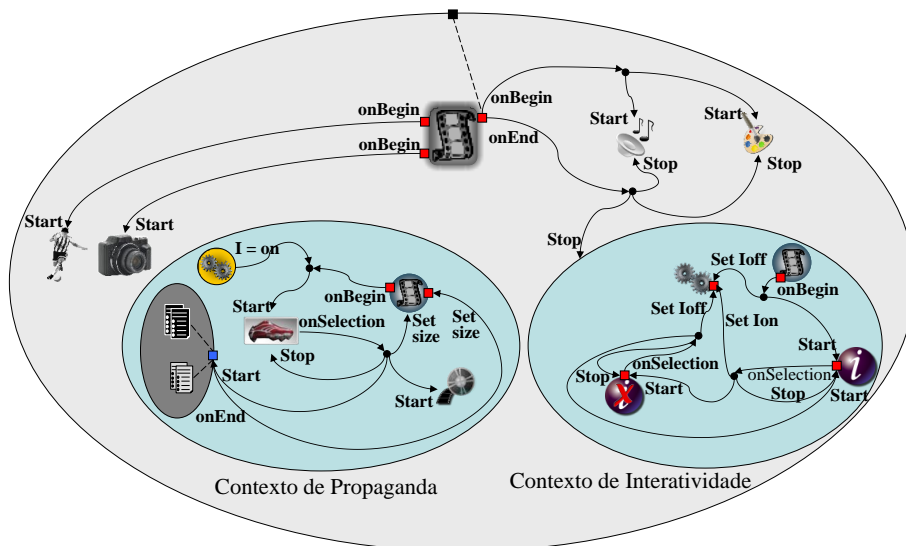 onBegin
onBegin
Start
onEnd
Start
onBegin
Stop
Stop
Start
Start
Stop
I = on
Set Ioff
onBegin
onBegin
Start
onSelection
Set
size
Set
size
Set Ioff
Set Ion
Stop
Start
Start
onEnd
Start
Stop
onSelection
Start
Start
onSelection
Stop
Start
i
i
Contexto de Propaganda
Contexto de Interatividade